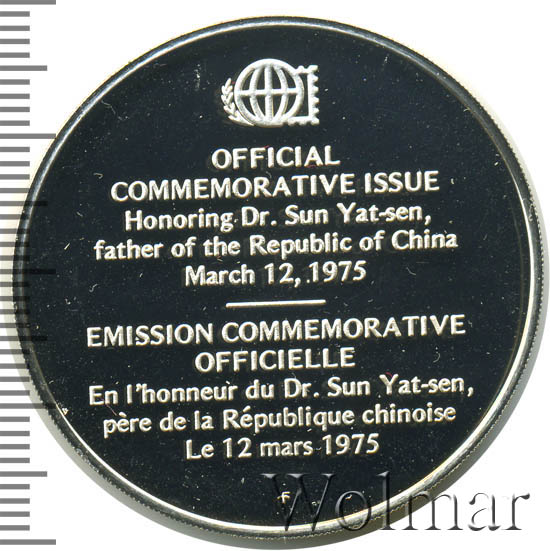 OFFICIAL
COMMEMORATIVE ISSUE
Honoring Dr. Sun Yat-sen,
father of the Republic of China
March 12, 1975
EMISSION COMMEMORATIVE
OFFICIELLE
En l'honneur du Dr. Sun Yat-sen,
père de la République chinoise
Le 12 mars 1975
F
Wolmar